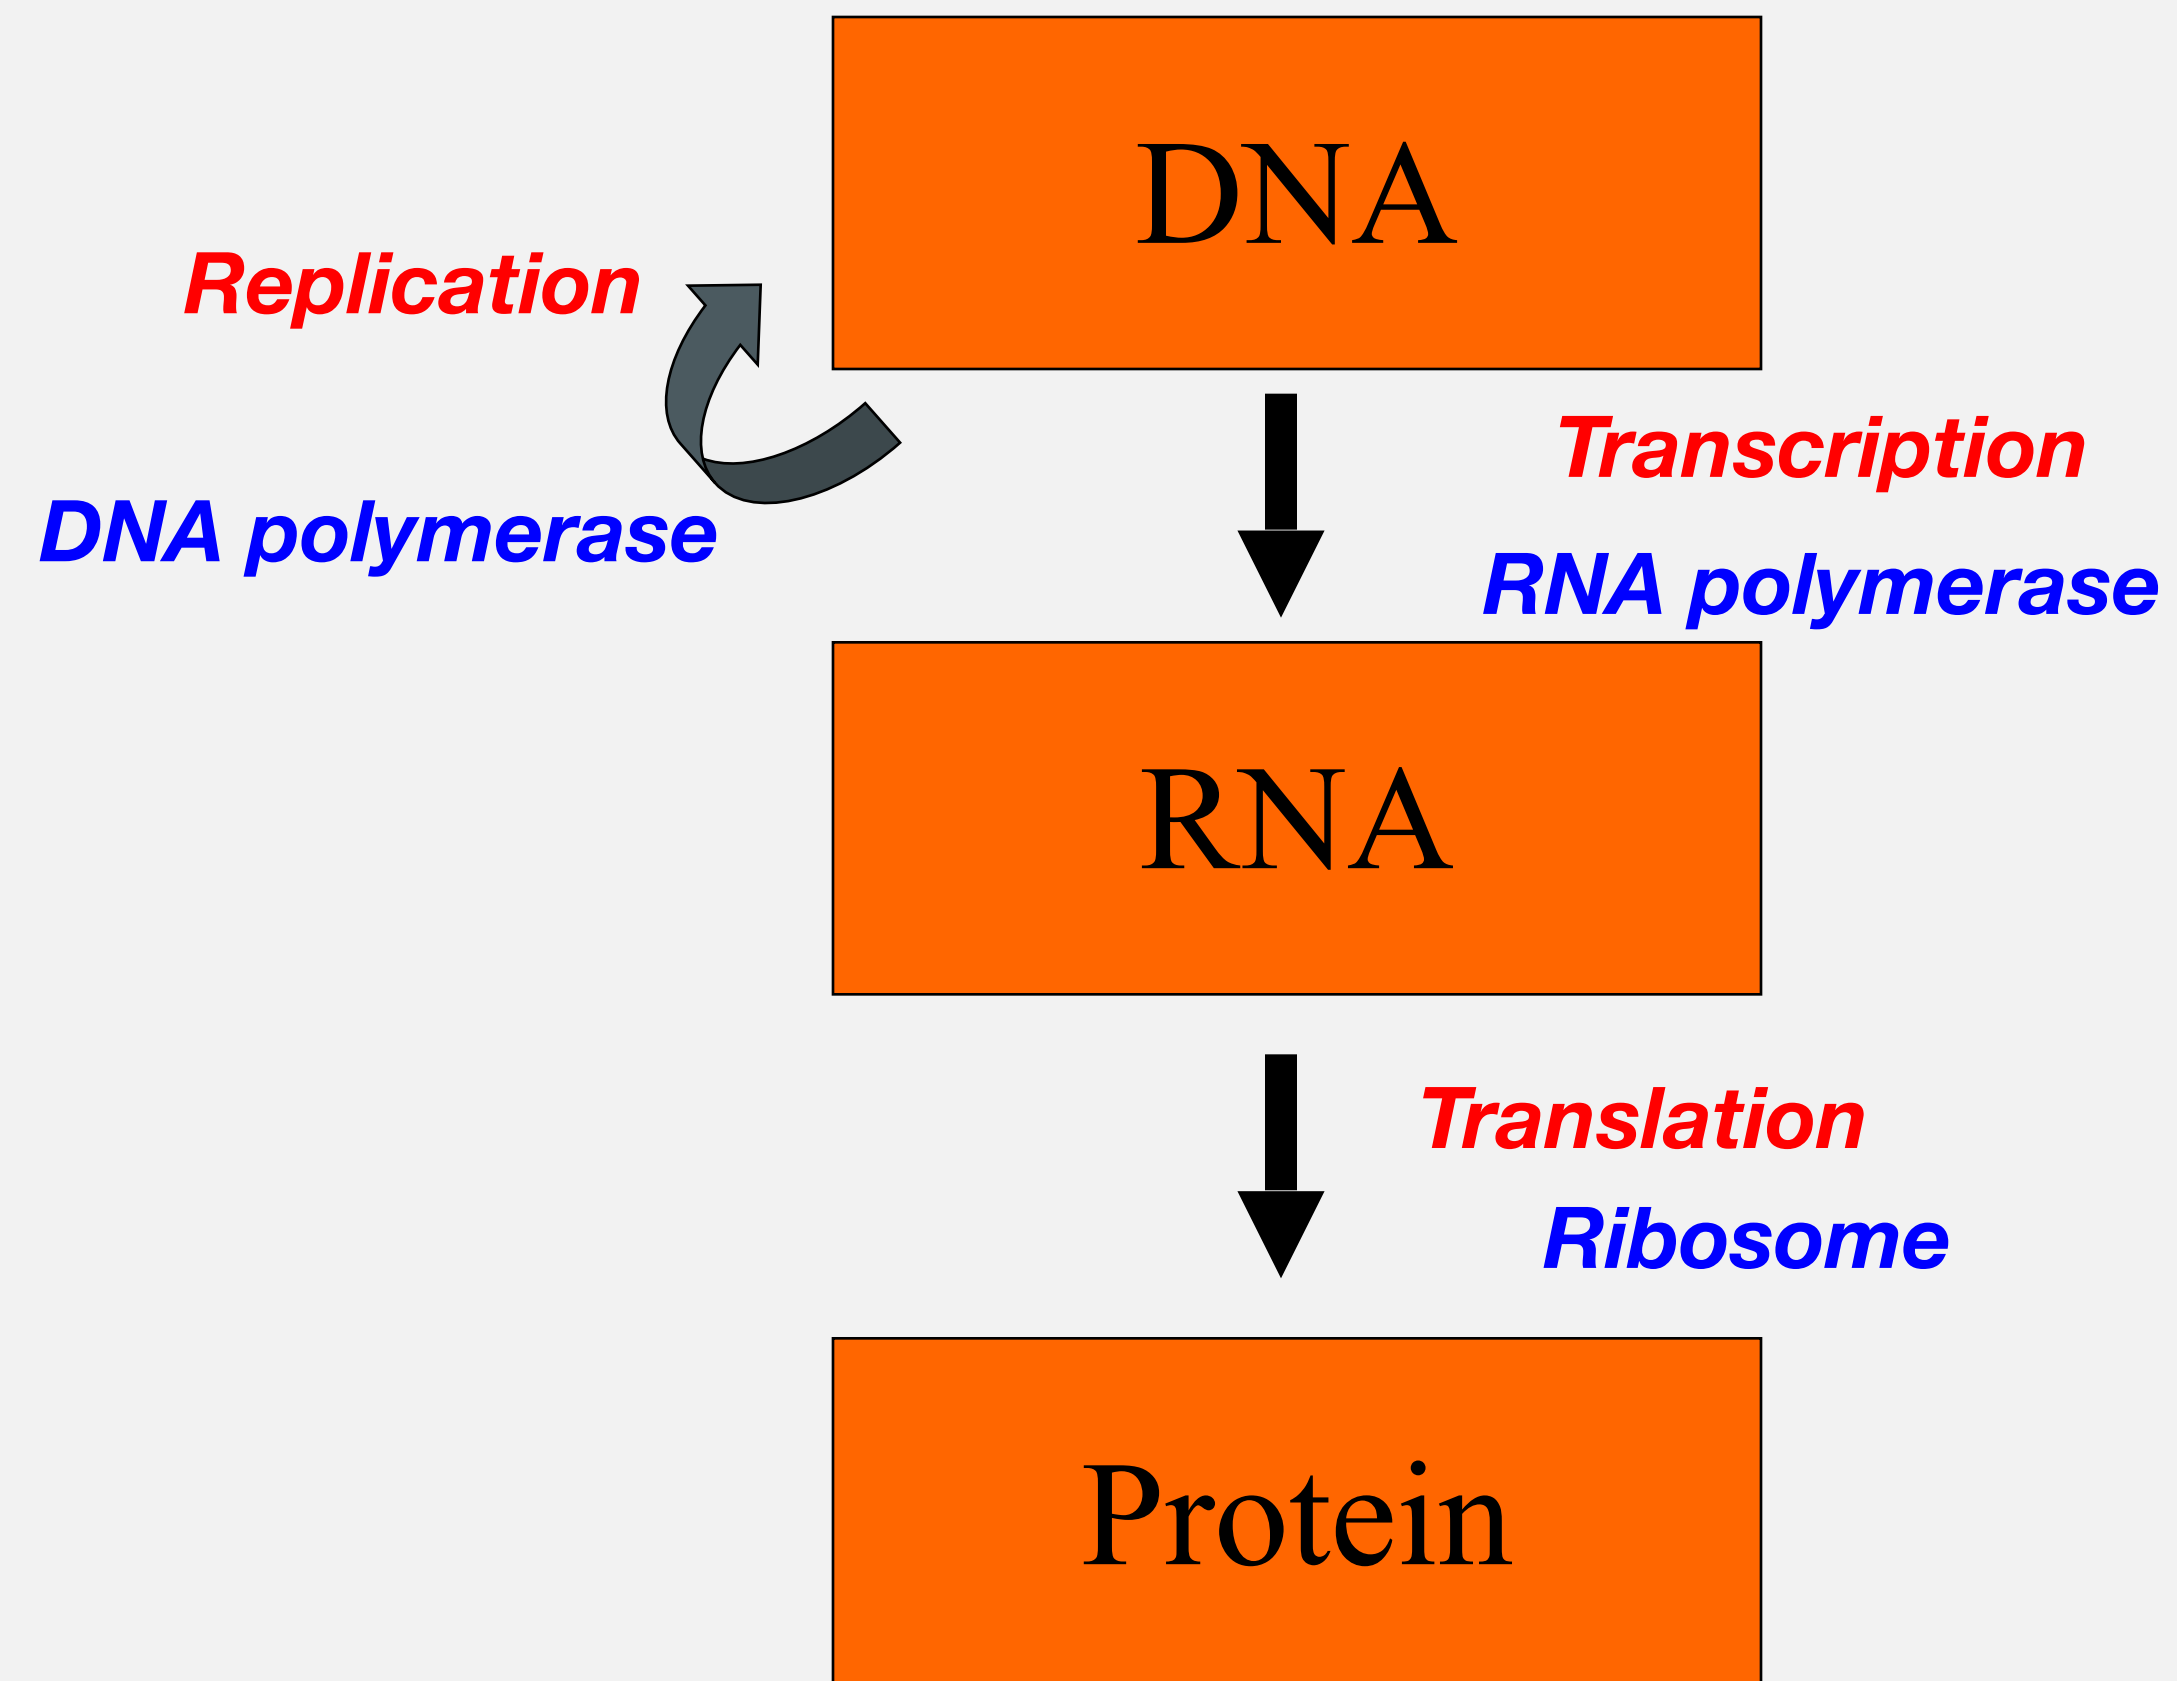 DNA
Replication
Transcription
DNA polymerase
RNA polymerase
RNA
Translation
Ribosome
Protein